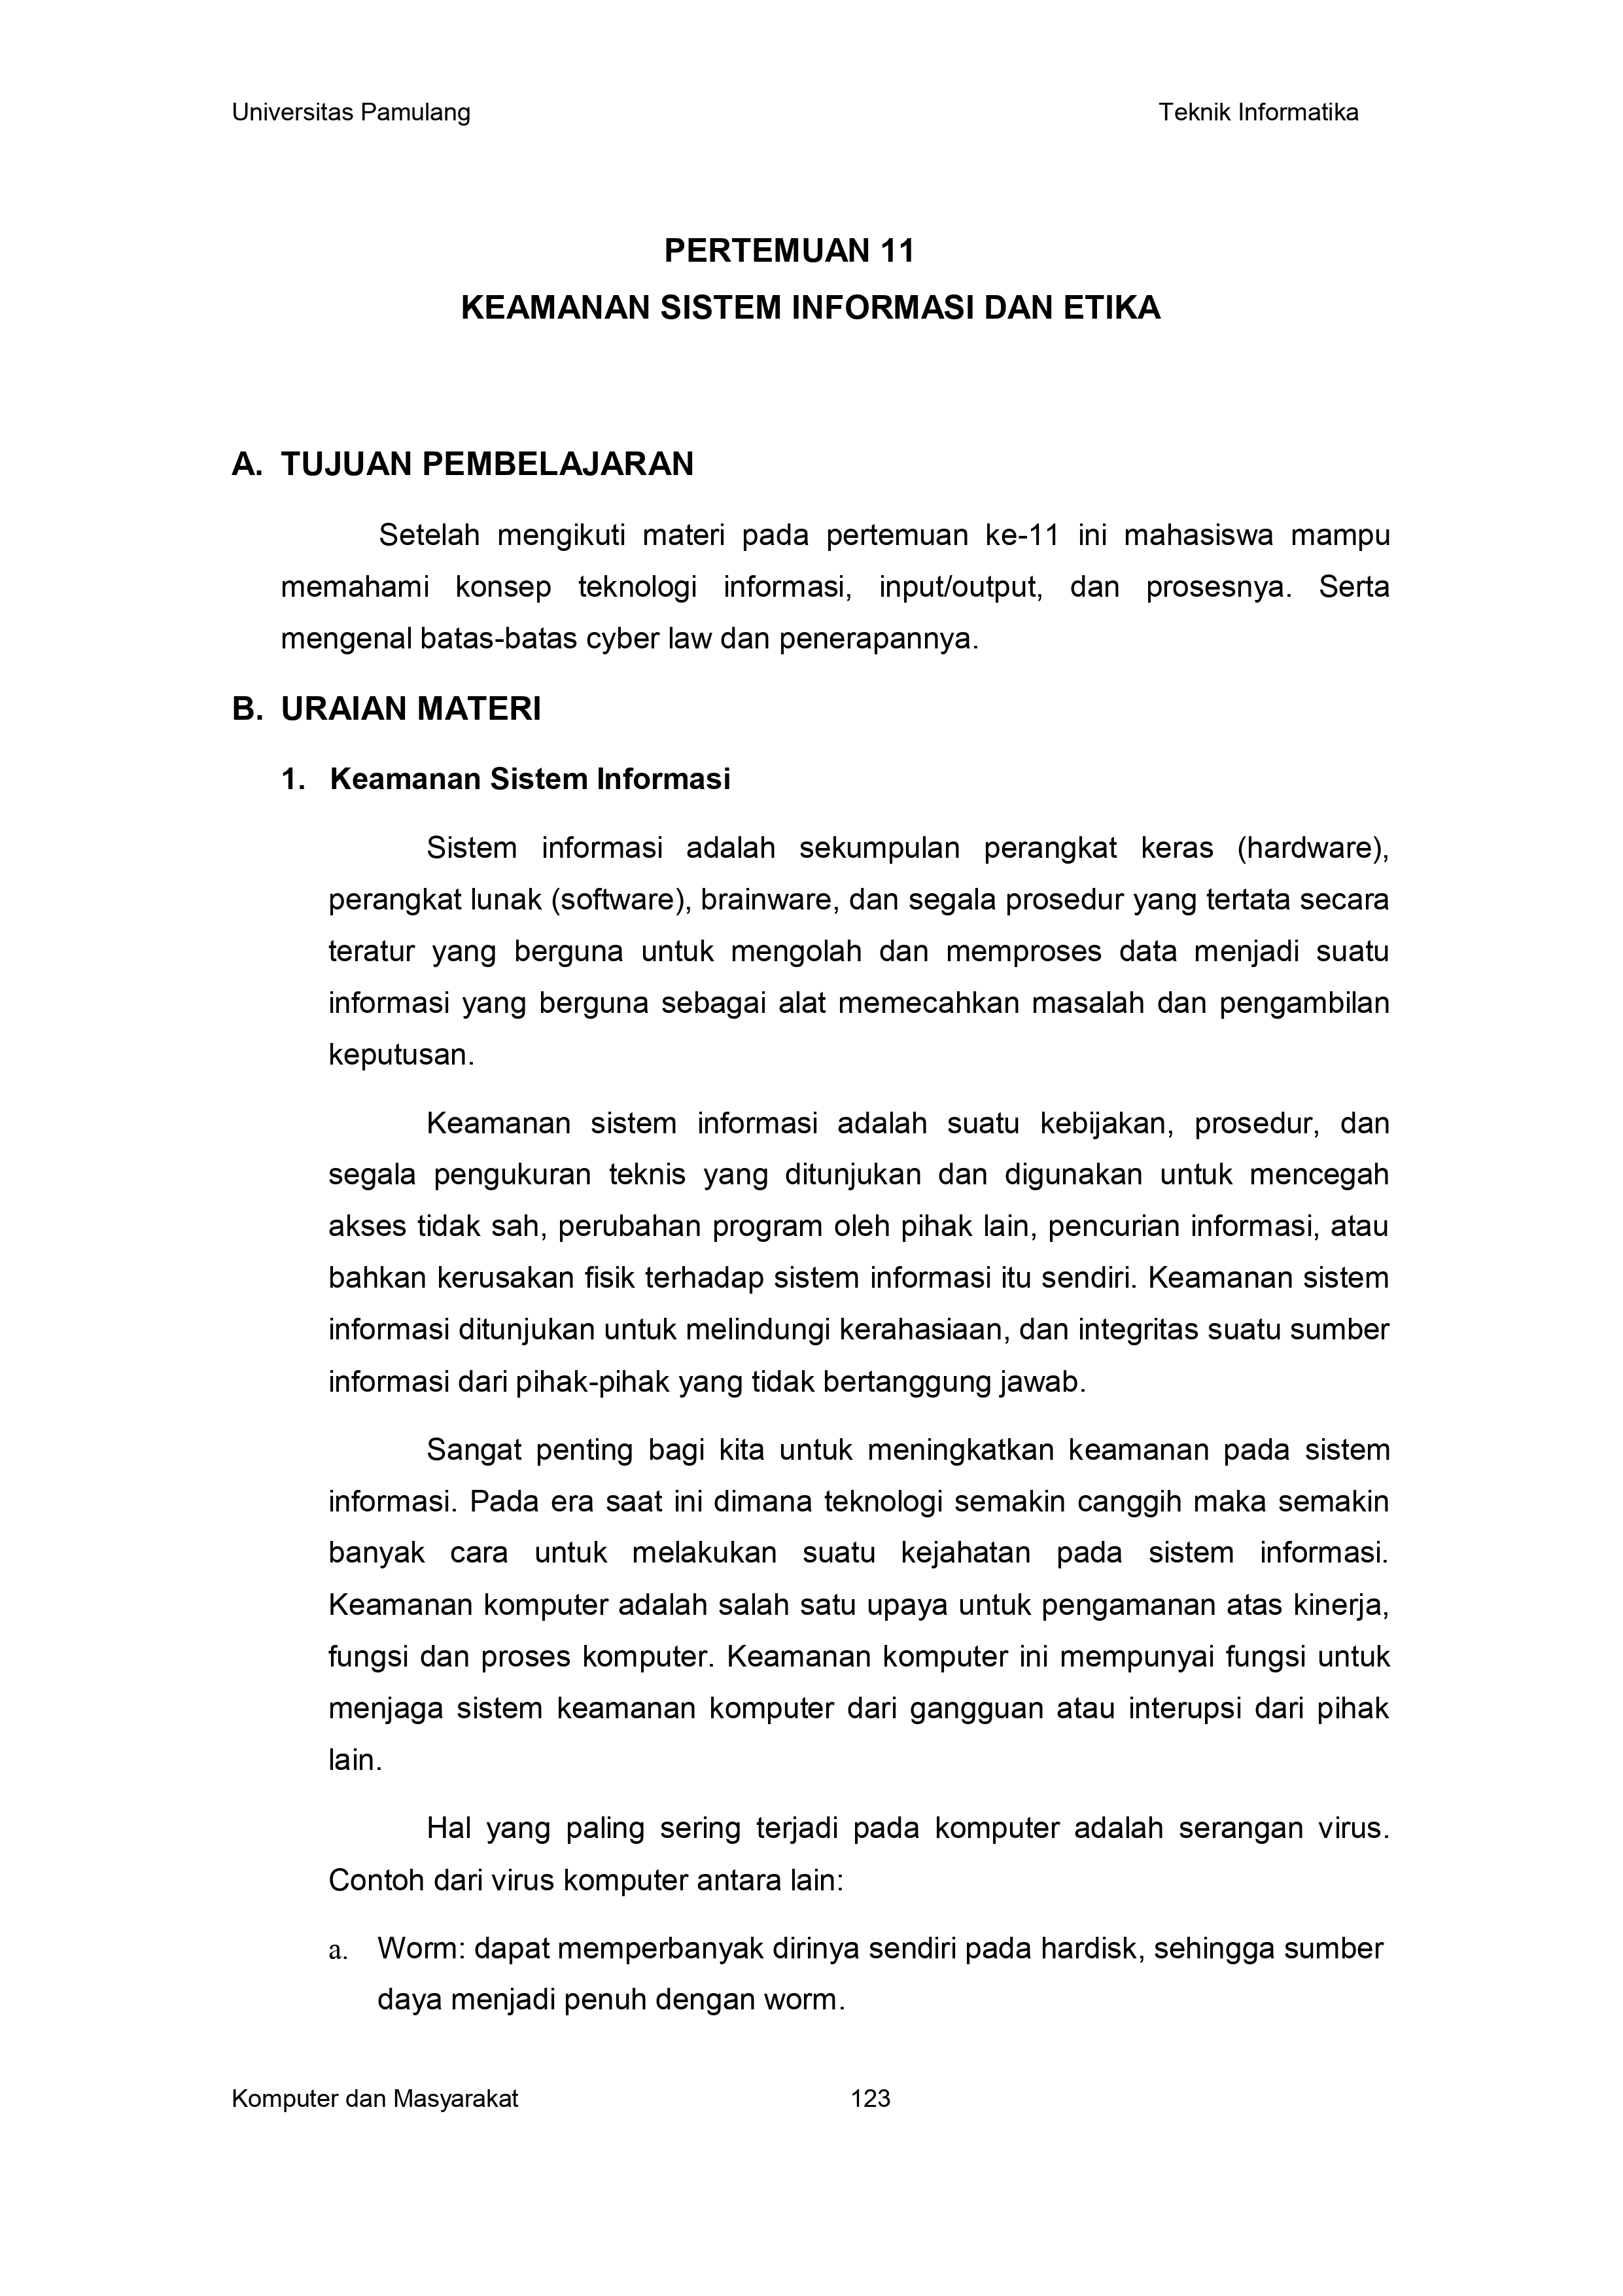 Universitas Pamulang Teknik Informatika
PERTEMUAN 11
KEAMANAN SISTEM INFORMASI DAN ETIKA
A. TUJUAN PEMBELAJARAN
Setelah mengikuti materi pada pertemuan ke-11 ini mahasiswa mampu
memahami konsep teknologi informasi, input/output, dan prosesnya. Serta
mengenal batas-batas cyber law dan penerapannya.
B. URAIAN MATERI
1. Keamanan Sistem Informasi
Sistem informasi adalah sekumpulan perangkat keras (hardware),
perangkat lunak (software), brainware, dan segala prosedur yang tertata secara
teratur yang berguna untuk mengolah dan memproses data menjadi suatu
informasi yang berguna sebagai alat memecahkan masalah dan pengambilan
keputusan.
Keamanan sistem informasi adalah suatu kebijakan, prosedur, dan
segala pengukuran teknis yang ditunjukan dan digunakan untuk mencegah
akses tidak sah, perubahan program oleh pihak lain, pencurian informasi, atau
bahkan kerusakan fisik terhadap sistem informasi itu sendiri. Keamanan sistem
informasi ditunjukan untuk melindungi kerahasiaan, dan integritas suatu sumber
informasi dari pihak-pihak yang tidak bertanggung jawab.
Sangat penting bagi kita untuk meningkatkan keamanan pada sistem
informasi. Pada era saat ini dimana teknologi semakin canggih maka semakin
banyak cara untuk melakukan suatu kejahatan pada sistem informasi.
Keamanan komputer adalah salah satu upaya untuk pengamanan atas kinerja,
fungsi dan proses komputer. Keamanan komputer ini mempunyai fungsi untuk
menjaga sistem keamanan komputer dari gangguan atau interupsi dari pihak
lain.
Hal yang paling sering terjadi pada komputer adalah serangan virus.
Contoh dari virus komputer antara lain:
a. Worm: dapat memperbanyak dirinya sendiri pada hardisk, sehingga sumber
daya menjadi penuh dengan worm.
Komputer dan Masyarakat 123